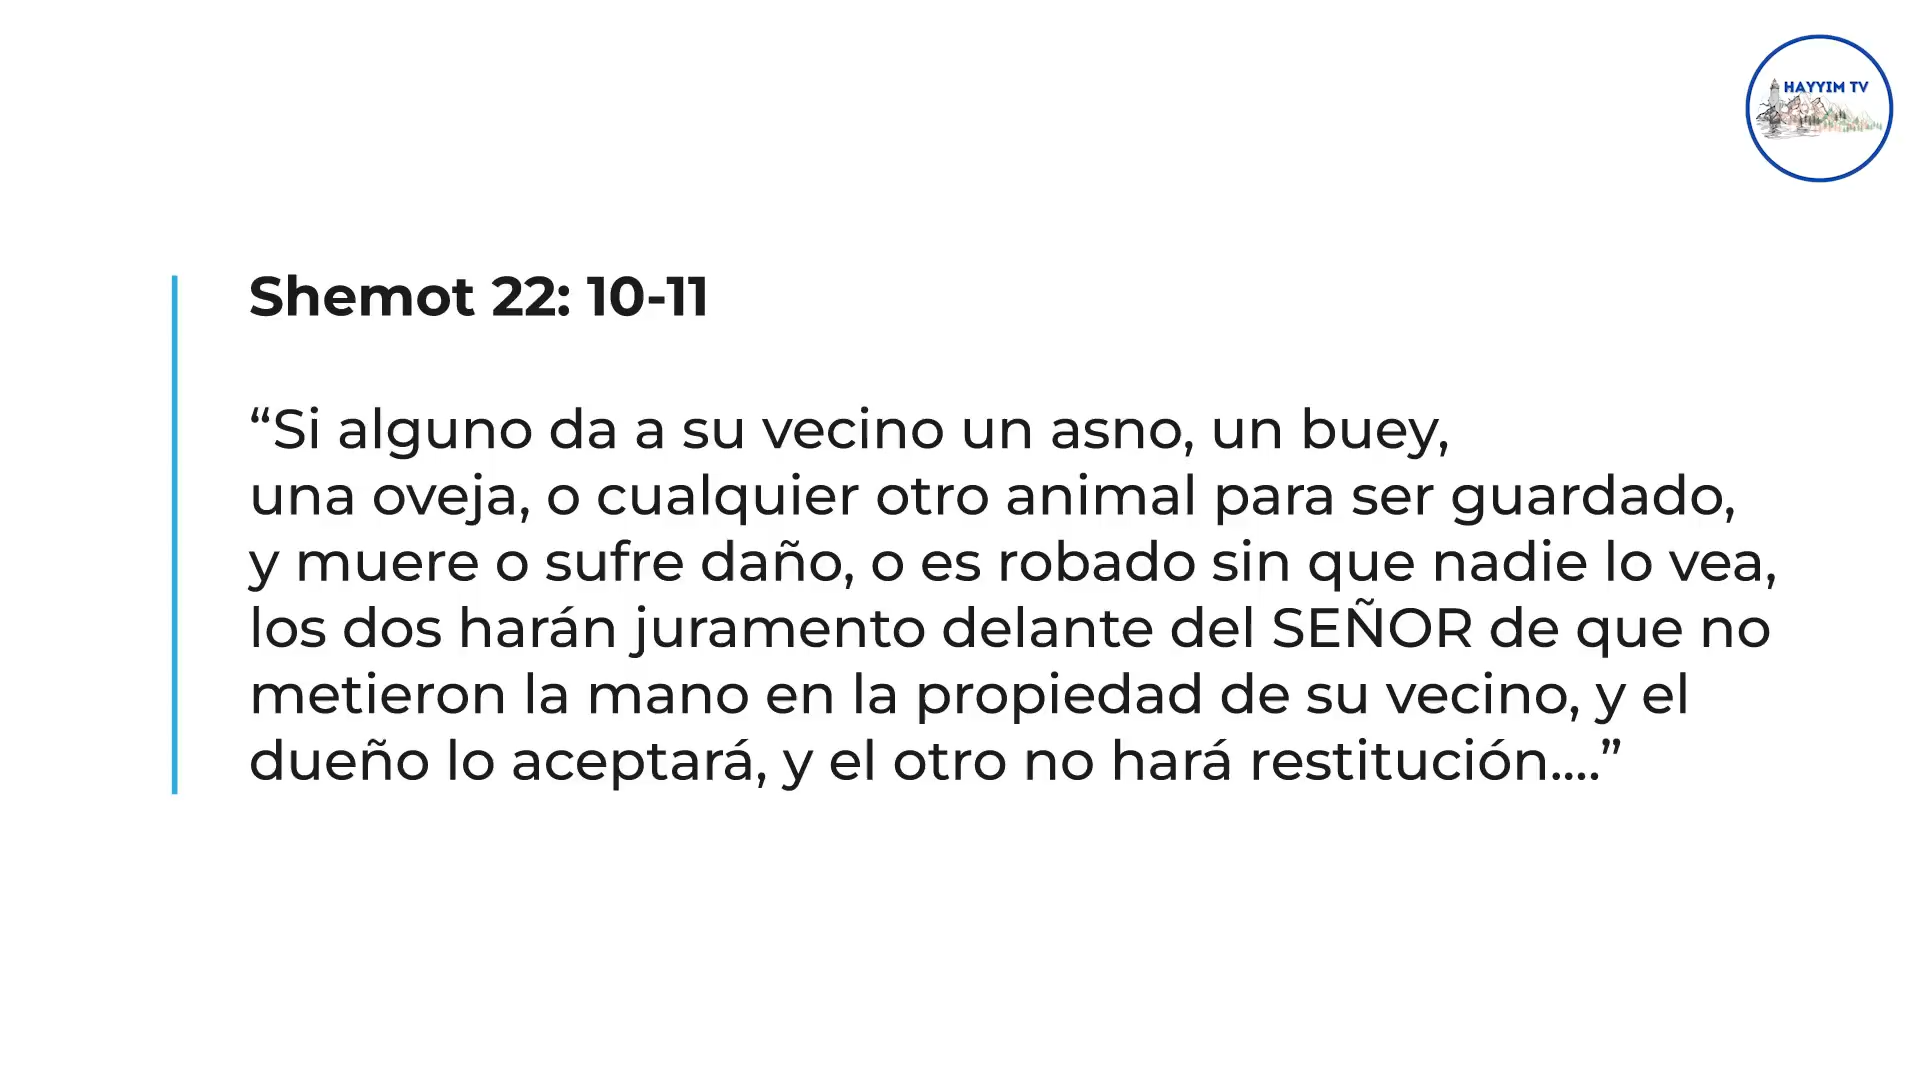 HAYYIM TV
Shemot 22: 10-11
“Si alguno da a su vecino un asno, un buey,
una oveja, o cualquier otro animal para ser guardado,
y muere o sufre daño, o es robado sin que nadie lo vea,
los dos harán juramento delante del SEÑOR de que no
metieron la mano en la propiedad de su vecino, y el
dueño lo aceptará, y el otro no hará restitución....”